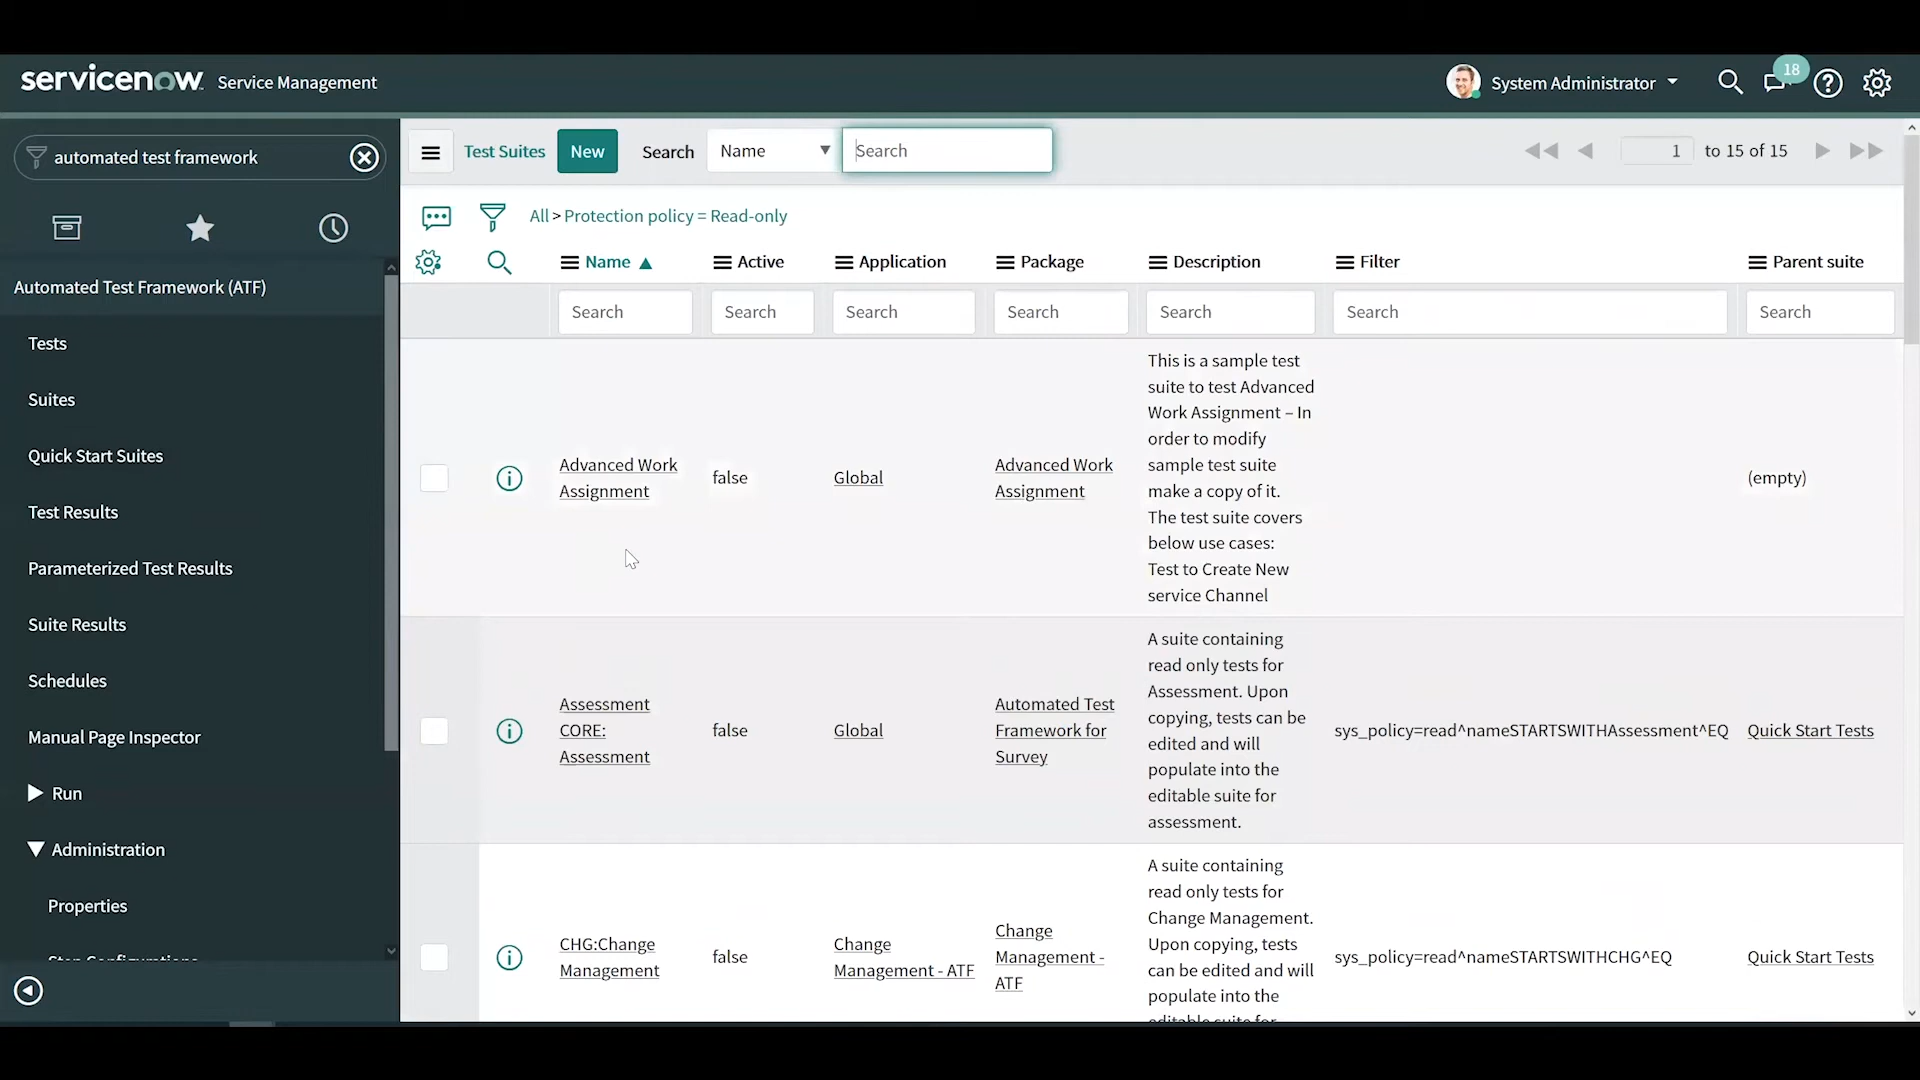 servicenow Service Management
System Administrator
18
automated test framework
Automated Test Framework (ATF)
Tests
Suites
Quick Start Suites
Test Results
Parameterized Test Results
Suite Results
Schedules
Manual Page Inspector
Run
Administration
Properties
Test Suites New Search Name Search
1 to 15 of 15
All > Protection policy = Read-only
Name Active Application Package Description Filter Parent suite
Search Search Search Search Search Search Search
Advanced Work
Assignment
false
Global
Advanced Work
Assignment
This is a sample test
suite to test Advanced
Work Assignment – In
order to modify
sample test suite
make a copy of it.
The test suite covers
below use cases:
Test to Create New
service Channel
(empty)
Assessment
CORE:
Assessment
false
Global
Automated Test
Framework for
Survey
A suite containing
read only tests for
Assessment. Upon
copying, tests can be
edited and will
populate into the
editable suite for
assessment.
sys_policy=read^nameSTARTSWITHAssessment^EQ
Quick Start Tests
CHG:Change
Management
false
Change
Management - ATF
Change
Management -
ATF
A suite containing
read only tests for
Change Management.
Upon copying, tests
can be edited and will
populate into the
editable suite for
sys_policy=read^nameSTARTSWITHCHG^EQ
Quick Start Tests